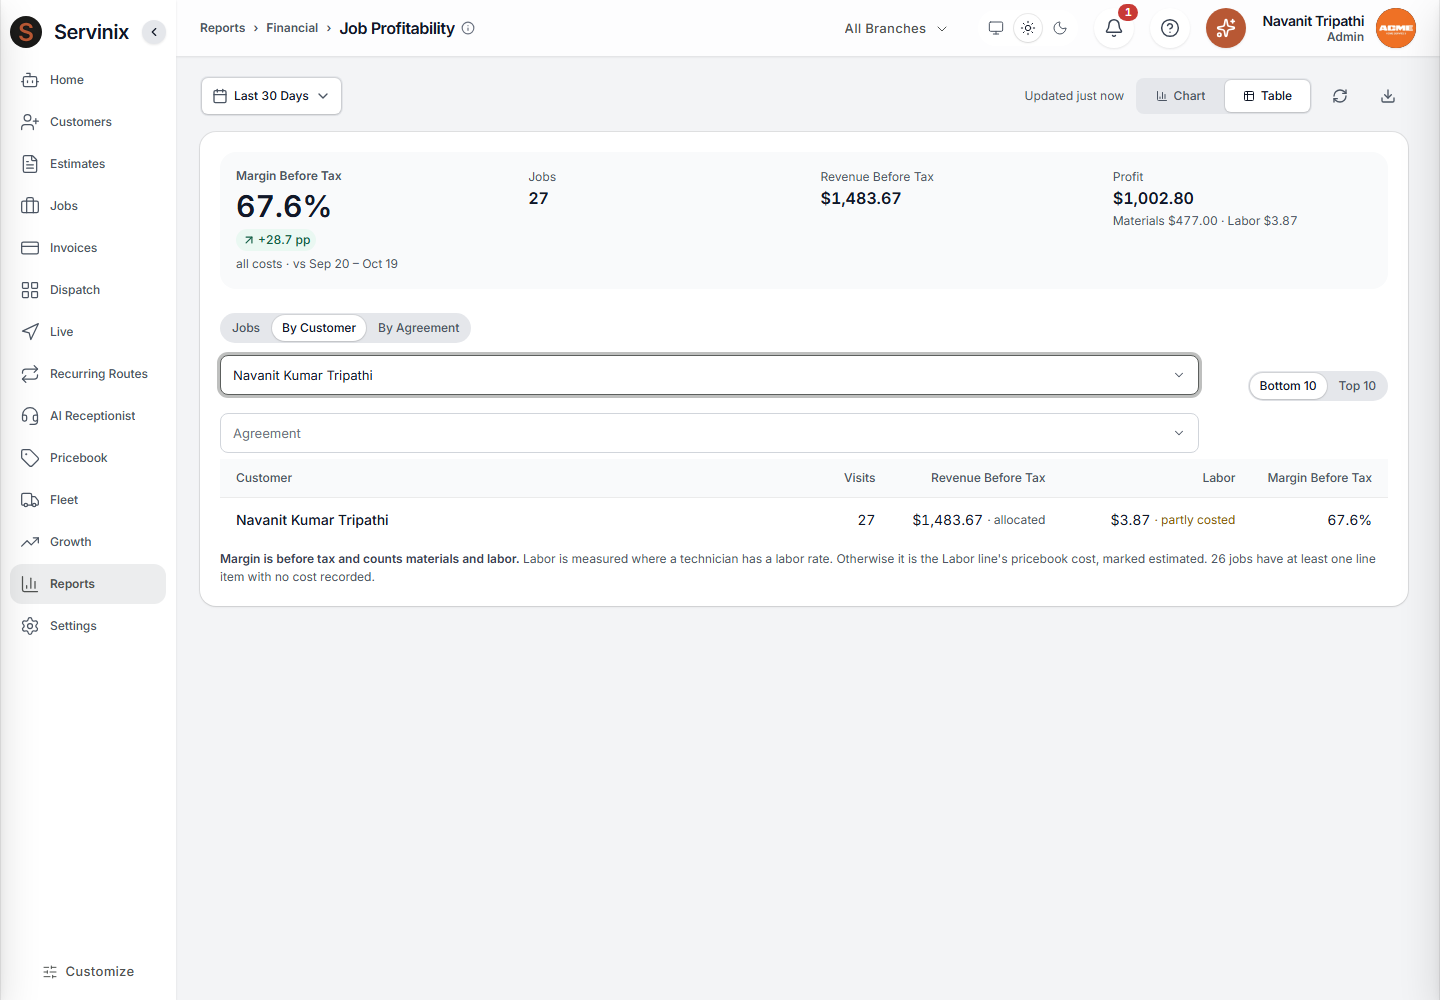 Servinix
Home
Customers
Estimates
Jobs
Invoices
Dispatch
Live
Recurring Routes
AI Receptionist
Pricebook
Fleet
Growth
Reports
Settings
Customize
Reports › Financial › Job Profitability
All Branches
1
Navanit Tripathi
Admin
ACME
Last 30 Days
Updated just now
Chart
Table
Margin Before Tax
67.6%
+28.7 pp
all costs · vs Sep 20 – Oct 19
Jobs
27
Revenue Before Tax
$1,483.67
Profit
$1,002.80
Materials $477.00 · Labor $3.87
Jobs By Customer By Agreement
Navanit Kumar Tripathi
Bottom 10 Top 10
Agreement
Customer Visits Revenue Before Tax Labor Margin Before Tax
Navanit Kumar Tripathi 27 $1,483.67 · allocated $3.87 · partly costed 67.6%
Margin is before tax and counts materials and labor. Labor is measured where a technician has a labor rate. Otherwise it is the Labor line's pricebook cost, marked estimated. 26 jobs have at least one line
item with no cost recorded.